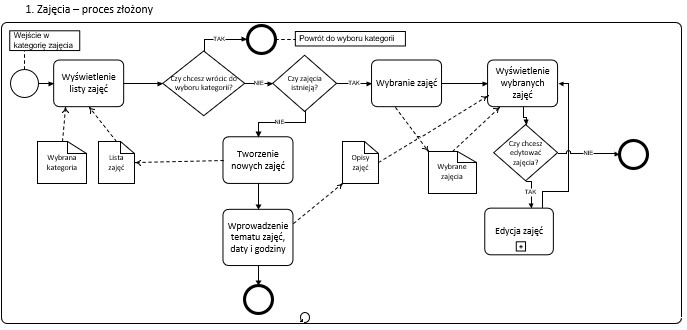 1. Zajęcia – proces złożony
Wejście w
kategorię zajęcia
TAK
Powrót do wyboru kategorii
Wyświetlenie
listy zajęć
Czy chcesz wrócic do
wyboru kategorii?
NIE
Czy zajęcia
istnieją?
TAK
Wybranie zajęć
Wyświetlenie
wybranych
zajęć
NIE
Czy chcesz
edytować
zajęcia?
NIE
Wybrana
kategoria
Lista
zajęć
Tworzenie
nowych zajęć
Opisy
zajęć
Wybrane
zajęcia
TAK
Wprowadzenie
tematu zajęć,
daty i godziny
Edycja zajęć